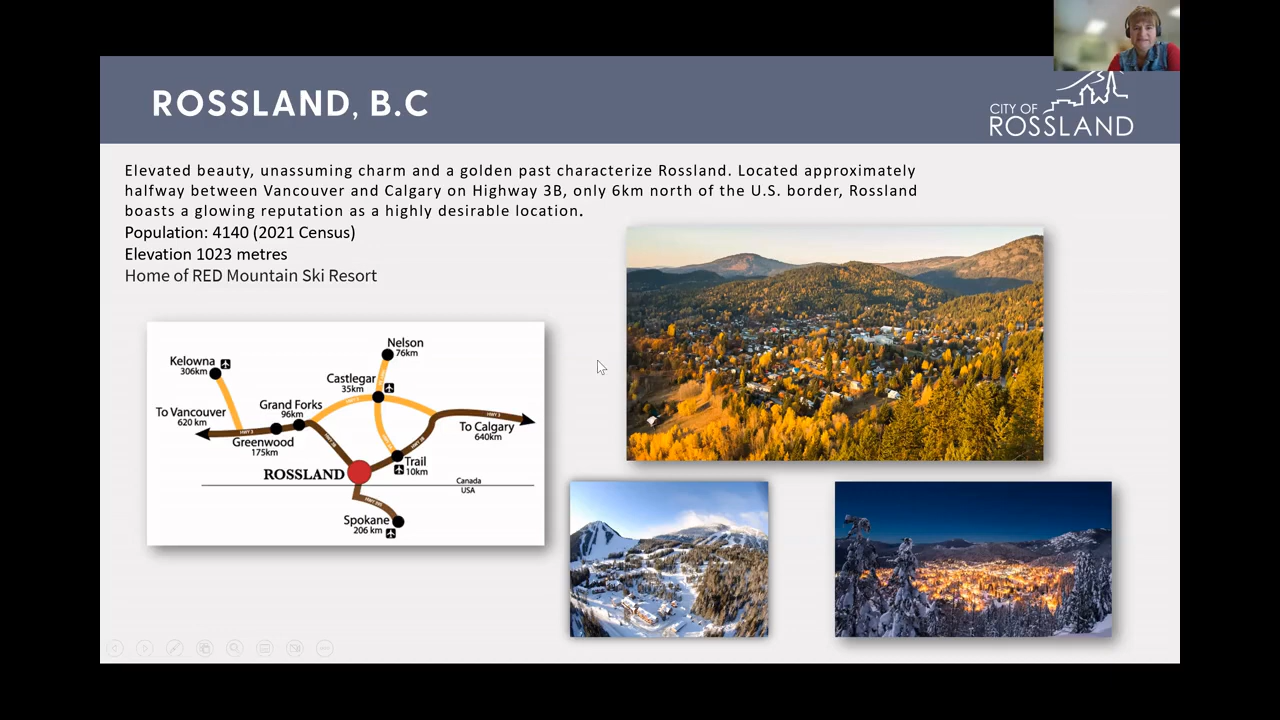 ROSSLAND, B.C
CITY OF
ROSSLAND
Elevated beauty, unassuming charm and a golden past characterize Rossland. Located approximately
halfway between Vancouver and Calgary on Highway 3B, only 6km north of the U.S. border, Rossland
boasts a glowing reputation as a highly desirable location.
Population: 4140 (2021 Census)
Elevation 1023 metres
Home of RED Mountain Ski Resort
Nelson
76km
Kelowna
306km
Castlegar
35km
Grand Forks
96km
To Vancouver
620 km
HWY 3
HWY 3
To Calgary
640km
Greenwood
175km
Trail
10km
ROSSLAND
Canada
USA
Spokane
206 km